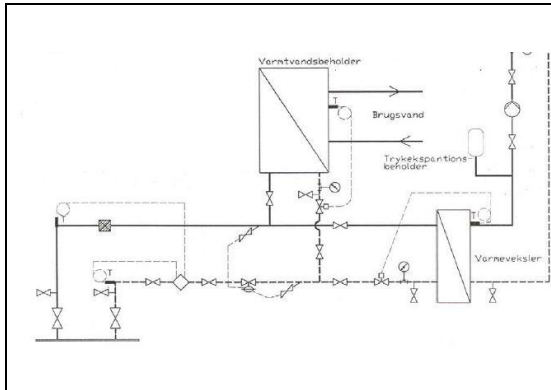 Varmtvandsbeholder
T
Brugsvand
Trykekspantions
beholder
T
T
Varmeveksler